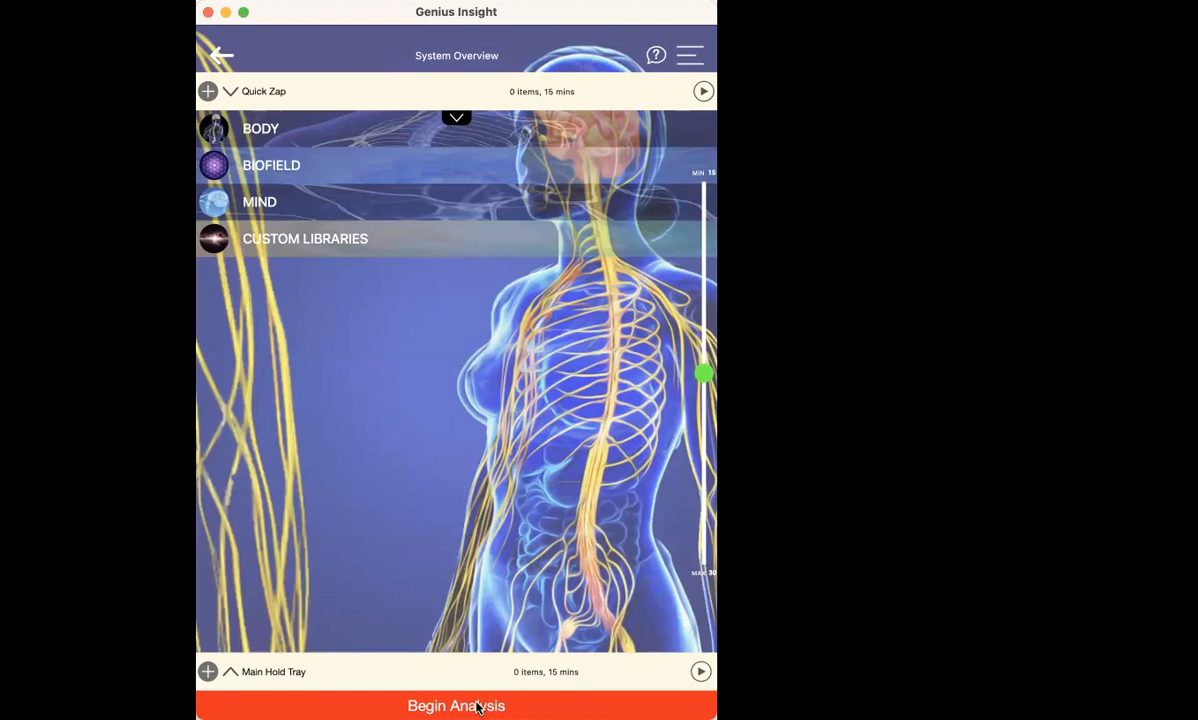 Genius Insight
System Overview
Quick Zap
0 items, 15 mins
BODY
BIOFIELD
MIN 15
MIND
CUSTOM LIBRARIES
MAX 30
Main Hold Tray
0 items, 15 mins
Begin Analysis